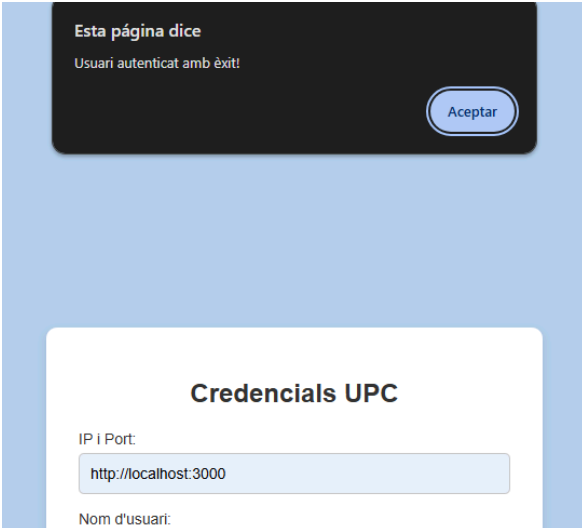 Esta página dice
Usuari autenticat amb èxit!
Aceptar
Credencials UPC
IP i Port:
http://localhost:3000
Nom d'usuari: